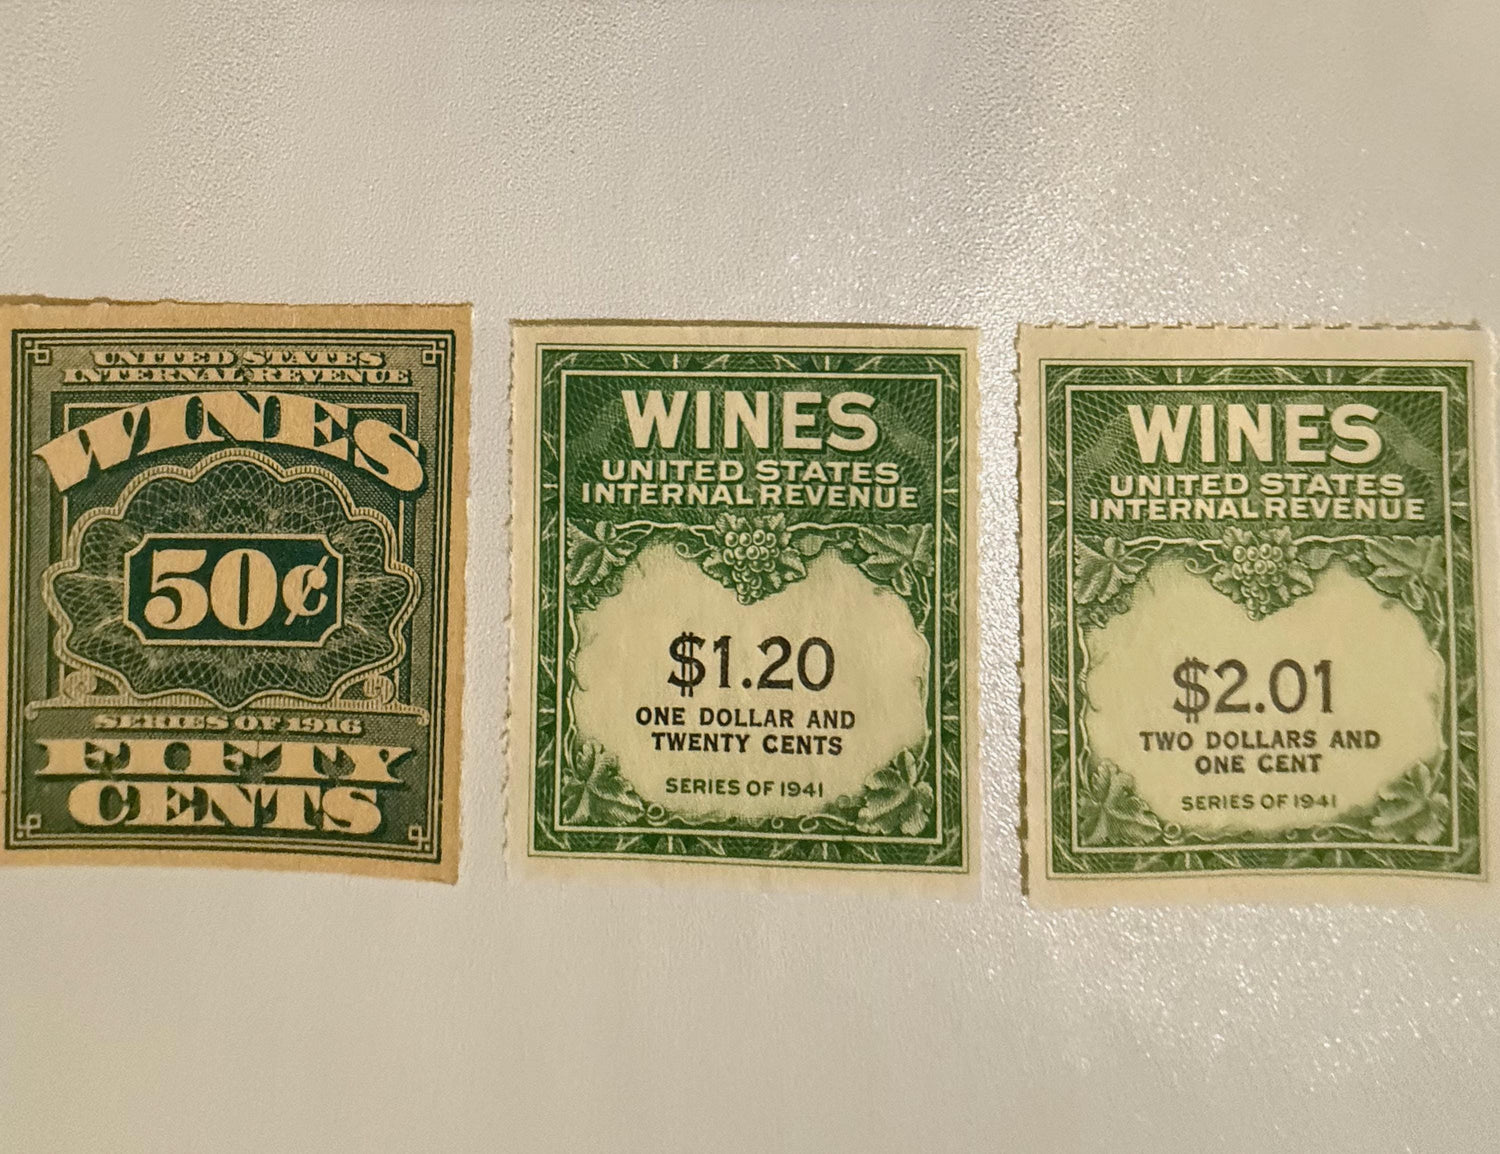 UNITED STATES
INTERNAL REVENUE
WINES
50¢
SERIES OF 1916
FIFTY
CENTS
WINES
UNITED STATES
INTERNAL REVENUE
$1.20
ONE DOLLAR AND
TWENTY CENTS
SERIES OF 1941
WINES
UNITED STATES
INTERNAL REVENUE
$2.01
TWO DOLLARS AND
ONE CENT
SERIES OF 1941